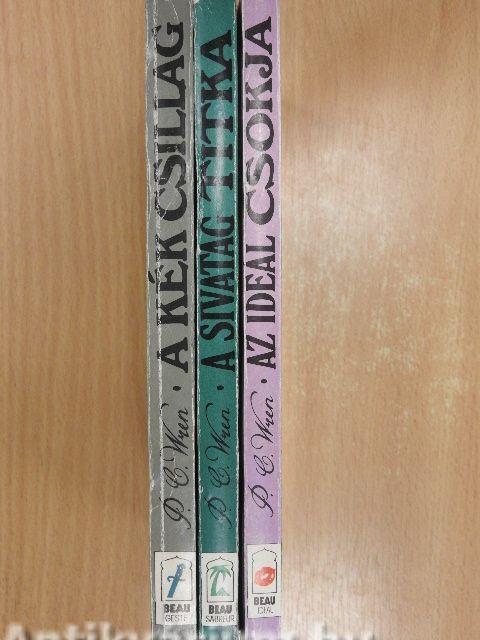 P. C. Wren · A KÉK CSILLAG
BEAU
GESTE
P. C. Wren · A SIVATAG TITKA
BEAU
SABREUR
P. C. Wren · AZ IDEÁL CSÓKJA
BEAU
IDEAL